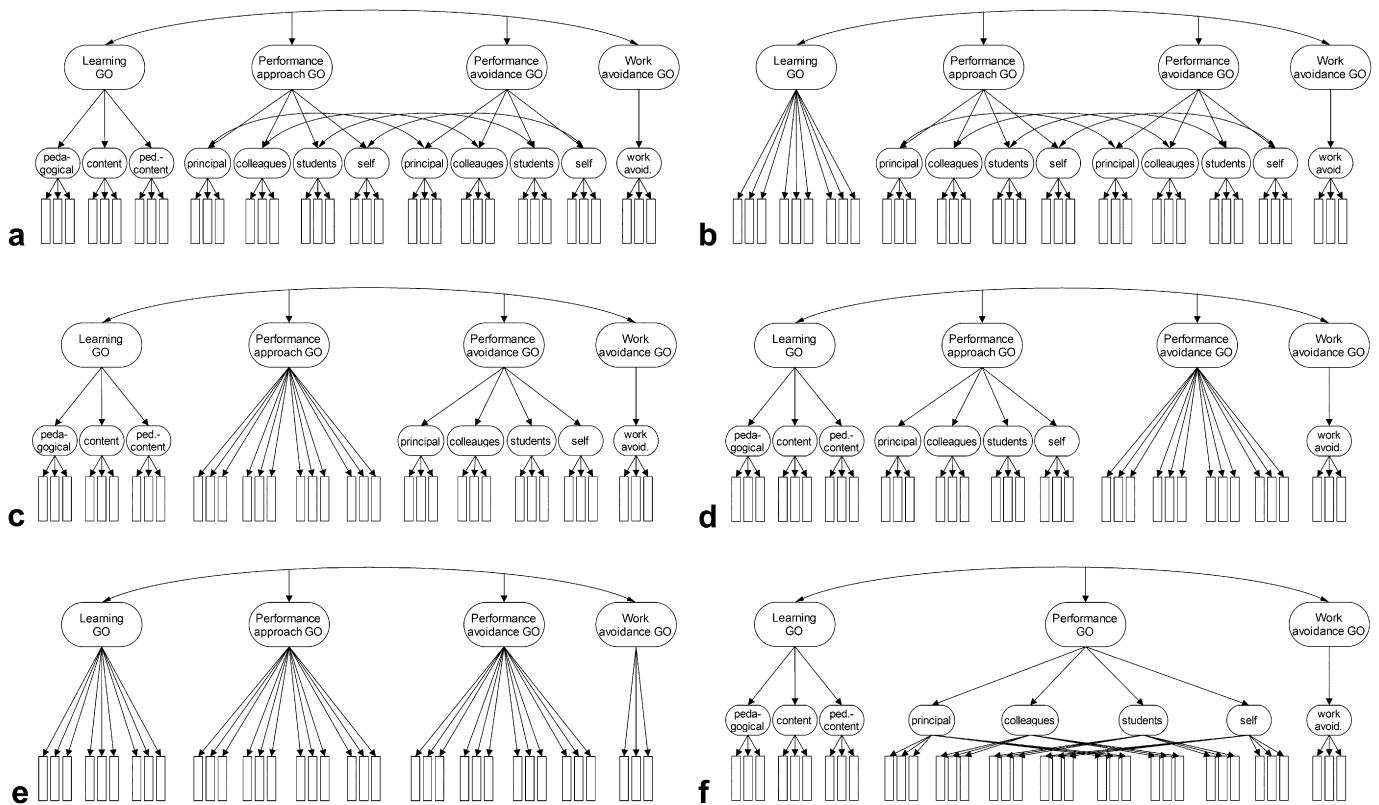 Learning
GO
Performance
approach GO
Performance
avoidance GO
Work
avoidance GO
peda-
gogical
content
ped.-
content
principal
colleagues
students
self
principal
colleauges
students
self
work
avoid.
a
Learning
GO
Performance
approach GO
Performance
avoidance GO
Work
avoidance GO
principal
colleagues
students
self
principal
colleauges
students
self
work
avoid.
b
Learning
GO
Performance
approach GO
Performance
avoidance GO
Work
avoidance GO
peda-
gogical
content
ped.-
content
principal
colleauges
students
self
work
avoid.
c
Learning
GO
Performance
approach GO
Performance
avoidance GO
Work
avoidance GO
peda-
gogical
content
ped.-
content
principal
colleagues
students
self
work
avoid.
d
Learning
GO
Performance
approach GO
Performance
avoidance GO
Work
avoidance GO
e
Learning
GO
Performance
GO
Work
avoidance GO
peda-
gogical
content
ped.-
content
principal
colleagues
students
self
work
avoid.
f